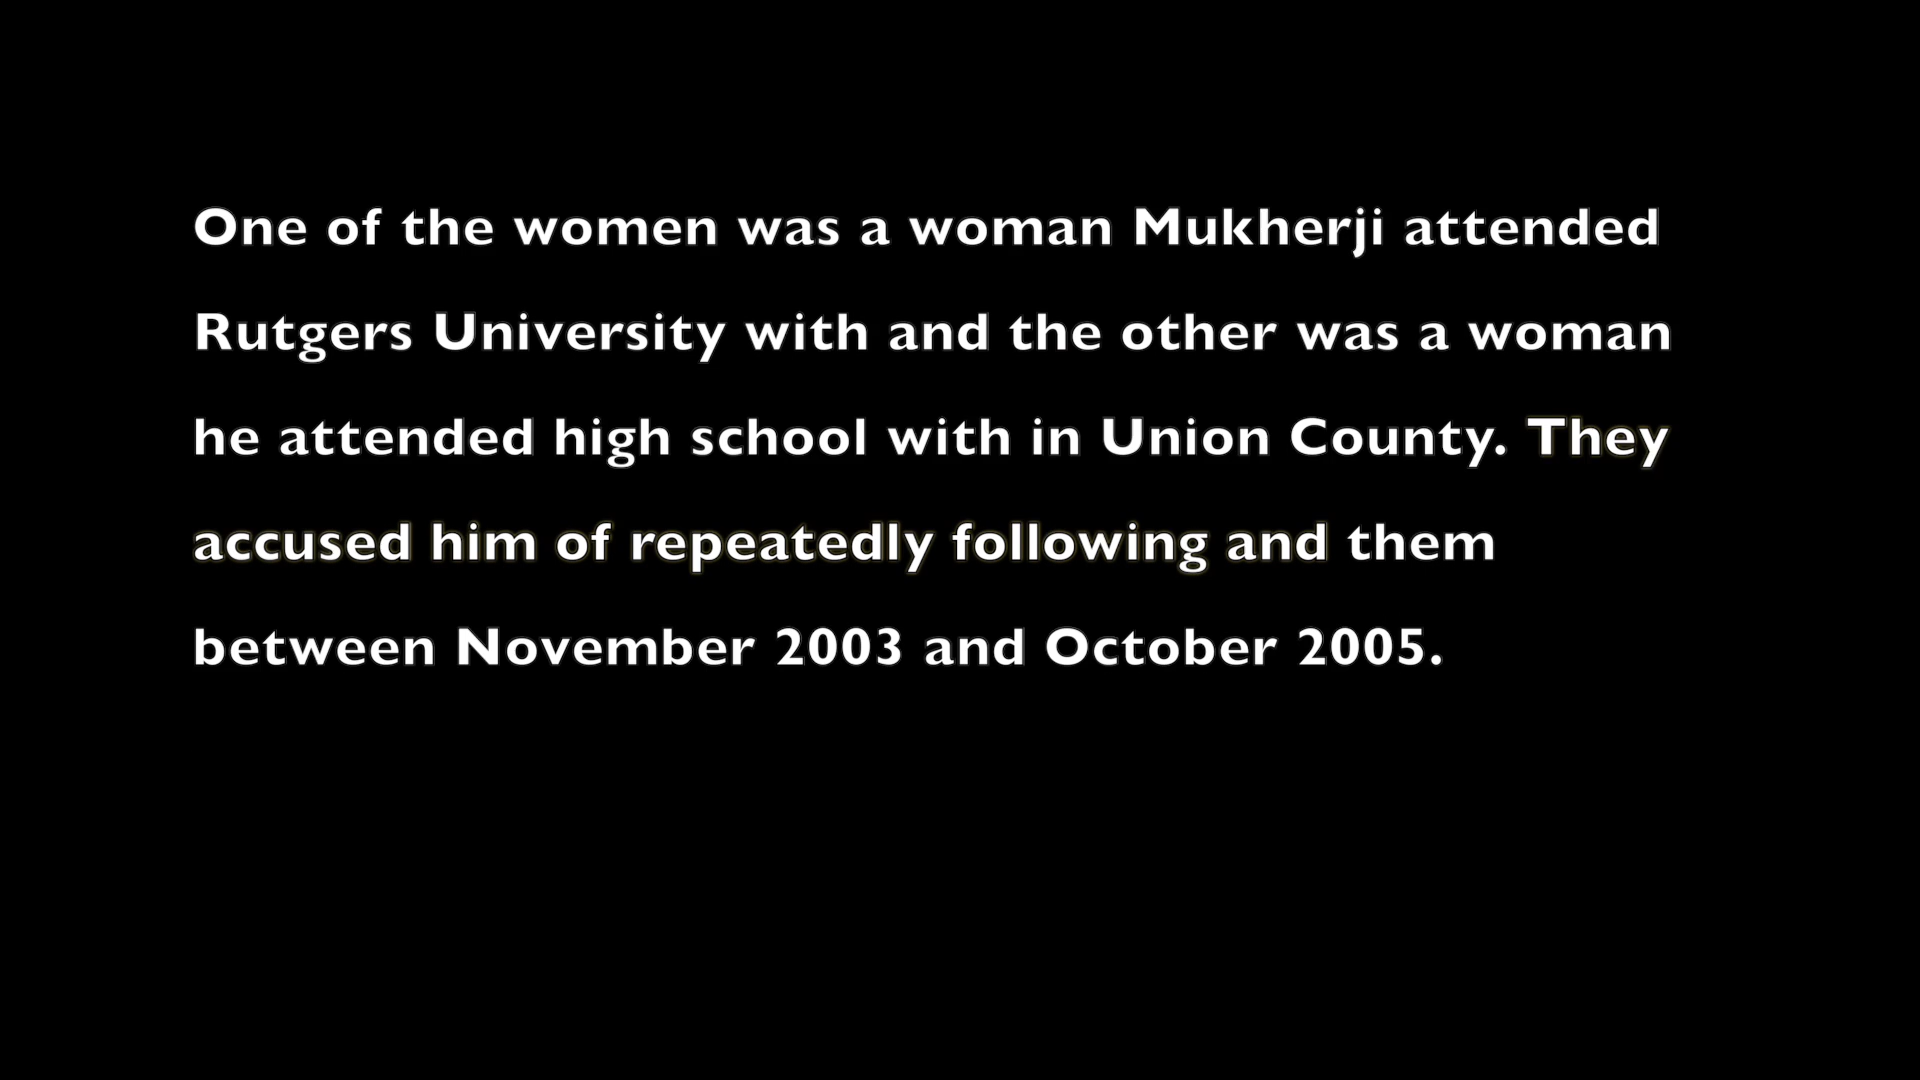 One of the women was a woman Mukherji attended
Rutgers University with and the other was a woman
he attended high school with in Union County. They
accused him of repeatedly following and them
between November 2003 and October 2005.